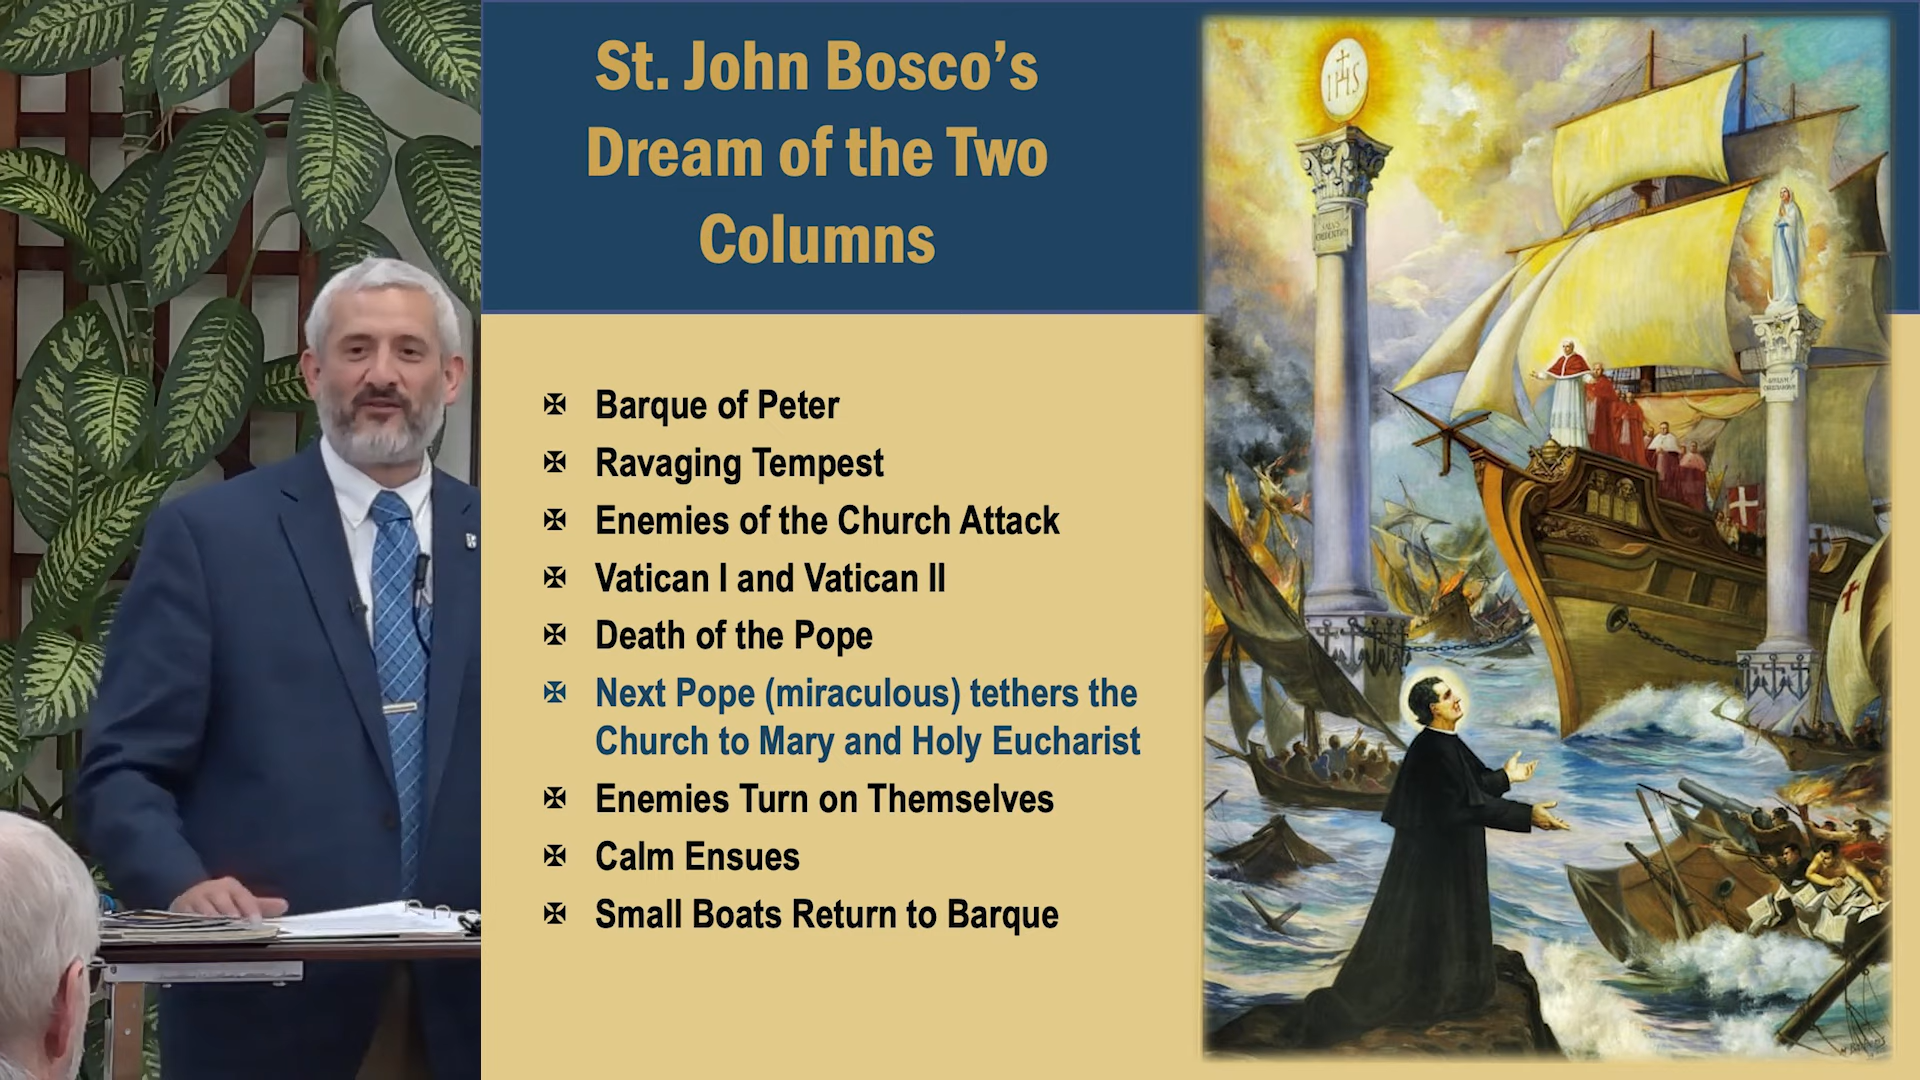 St. John Bosco’s
Dream of the Two
Columns
Barque of Peter
Ravaging Tempest
Enemies of the Church Attack
Vatican I and Vatican II
Death of the Pope
Next Pope (miraculous) tethers the
Church to Mary and Holy Eucharist
Enemies Turn on Themselves
Calm Ensues
Small Boats Return to Barque
IHS